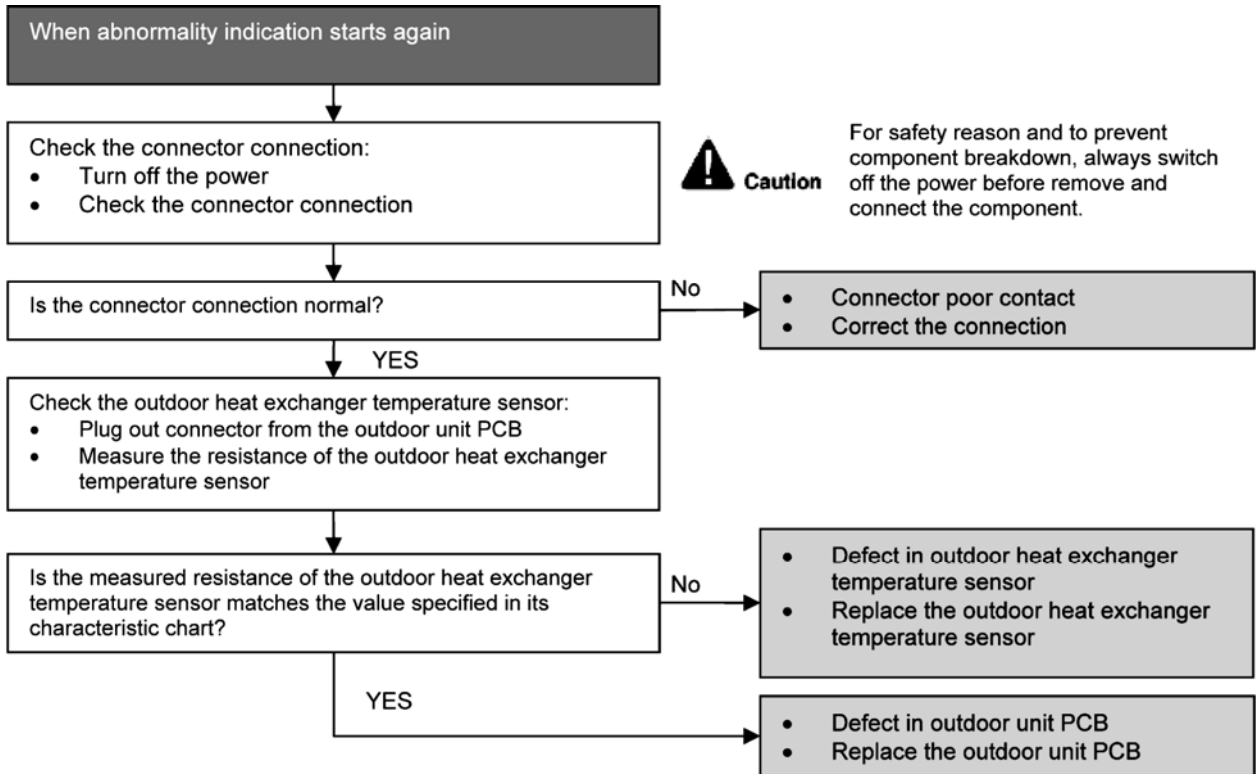 When abnormality indication starts again
Check the connector connection:
• Turn off the power
• Check the connector connection
Caution
For safety reason and to prevent
component breakdown, always switch
off the power before remove and
connect the component.
Is the connector connection normal?
No
• Connector poor contact
• Correct the connection
YES
Check the outdoor heat exchanger temperature sensor:
• Plug out connector from the outdoor unit PCB
• Measure the resistance of the outdoor heat exchanger
temperature sensor
Is the measured resistance of the outdoor heat exchanger
temperature sensor matches the value specified in its
characteristic chart?
No
• Defect in outdoor heat exchanger
temperature sensor
• Replace the outdoor heat exchanger
temperature sensor
YES
• Defect in outdoor unit PCB
• Replace the outdoor unit PCB